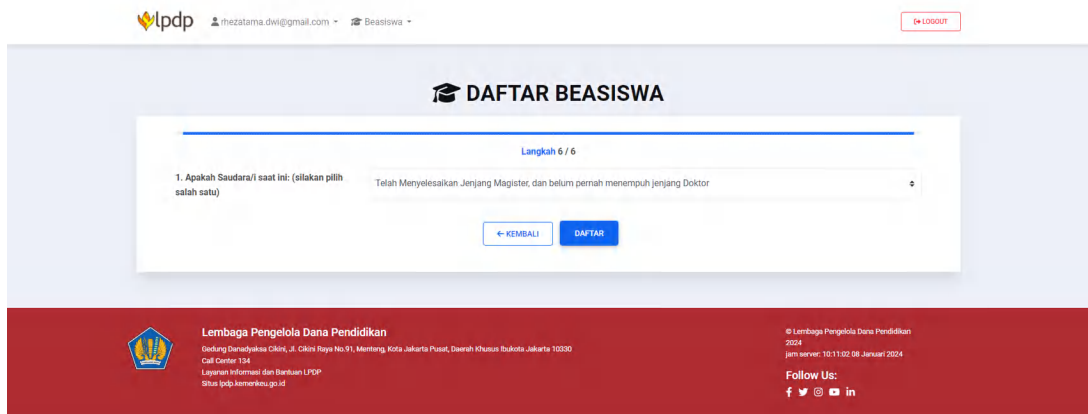 lpdp rhezatama.dwi@gmail.com Beasiswa LOGOUT
DAFTAR BEASISWA
Langkah 6 / 6
1. Apakah Saudara/i saat ini: (silakan pilih salah satu)
Telah Menyelesaikan Jenjang Magister, dan belum pernah menempuh jenjang Doktor
KEMBALI DAFTAR
Lembaga Pengelola Dana Pendidikan
Gedung Danadyaksa Cikini, Jl. Cikini Raya No.91, Menteng, Kota Jakarta Pusat, Daerah Khusus Ibukota Jakarta 10330
Call Center 134
Layanan Informasi dan Bantuan LPDP
Situs lpdp.kemenkeu.go.id
© Lembaga Pengelola Dana Pendidikan
2024
jam server: 10:11:02 08 Januari 2024
Follow Us: